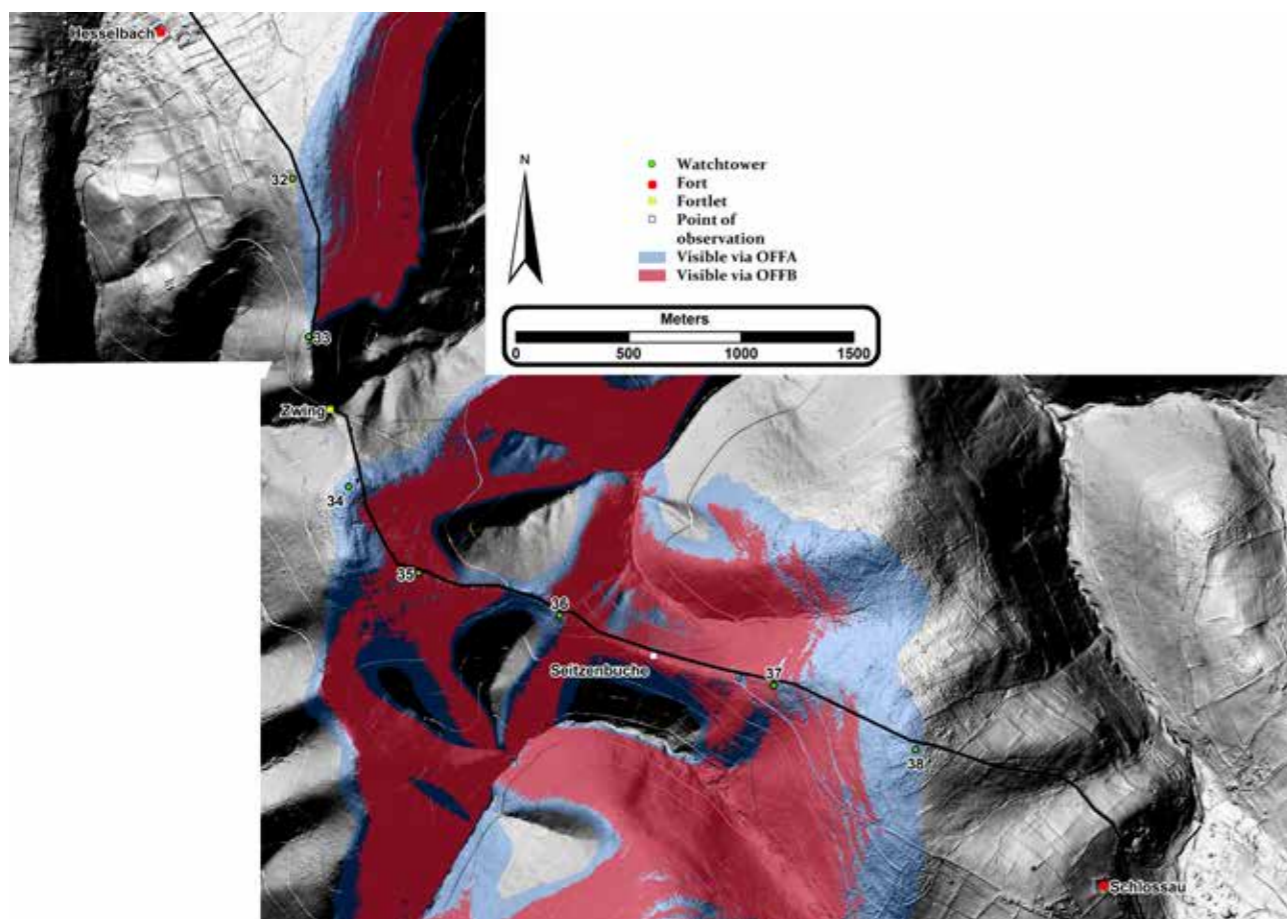 Hesselbach
32
33
Zwing
34
35
36
Seitzenbuche
37
38
Schlossau
N
Watchtower
Fort
Fortlet
Point of
observation
Visible via OFFA
Visible via OFFB
Meters
0 500 1000 1500